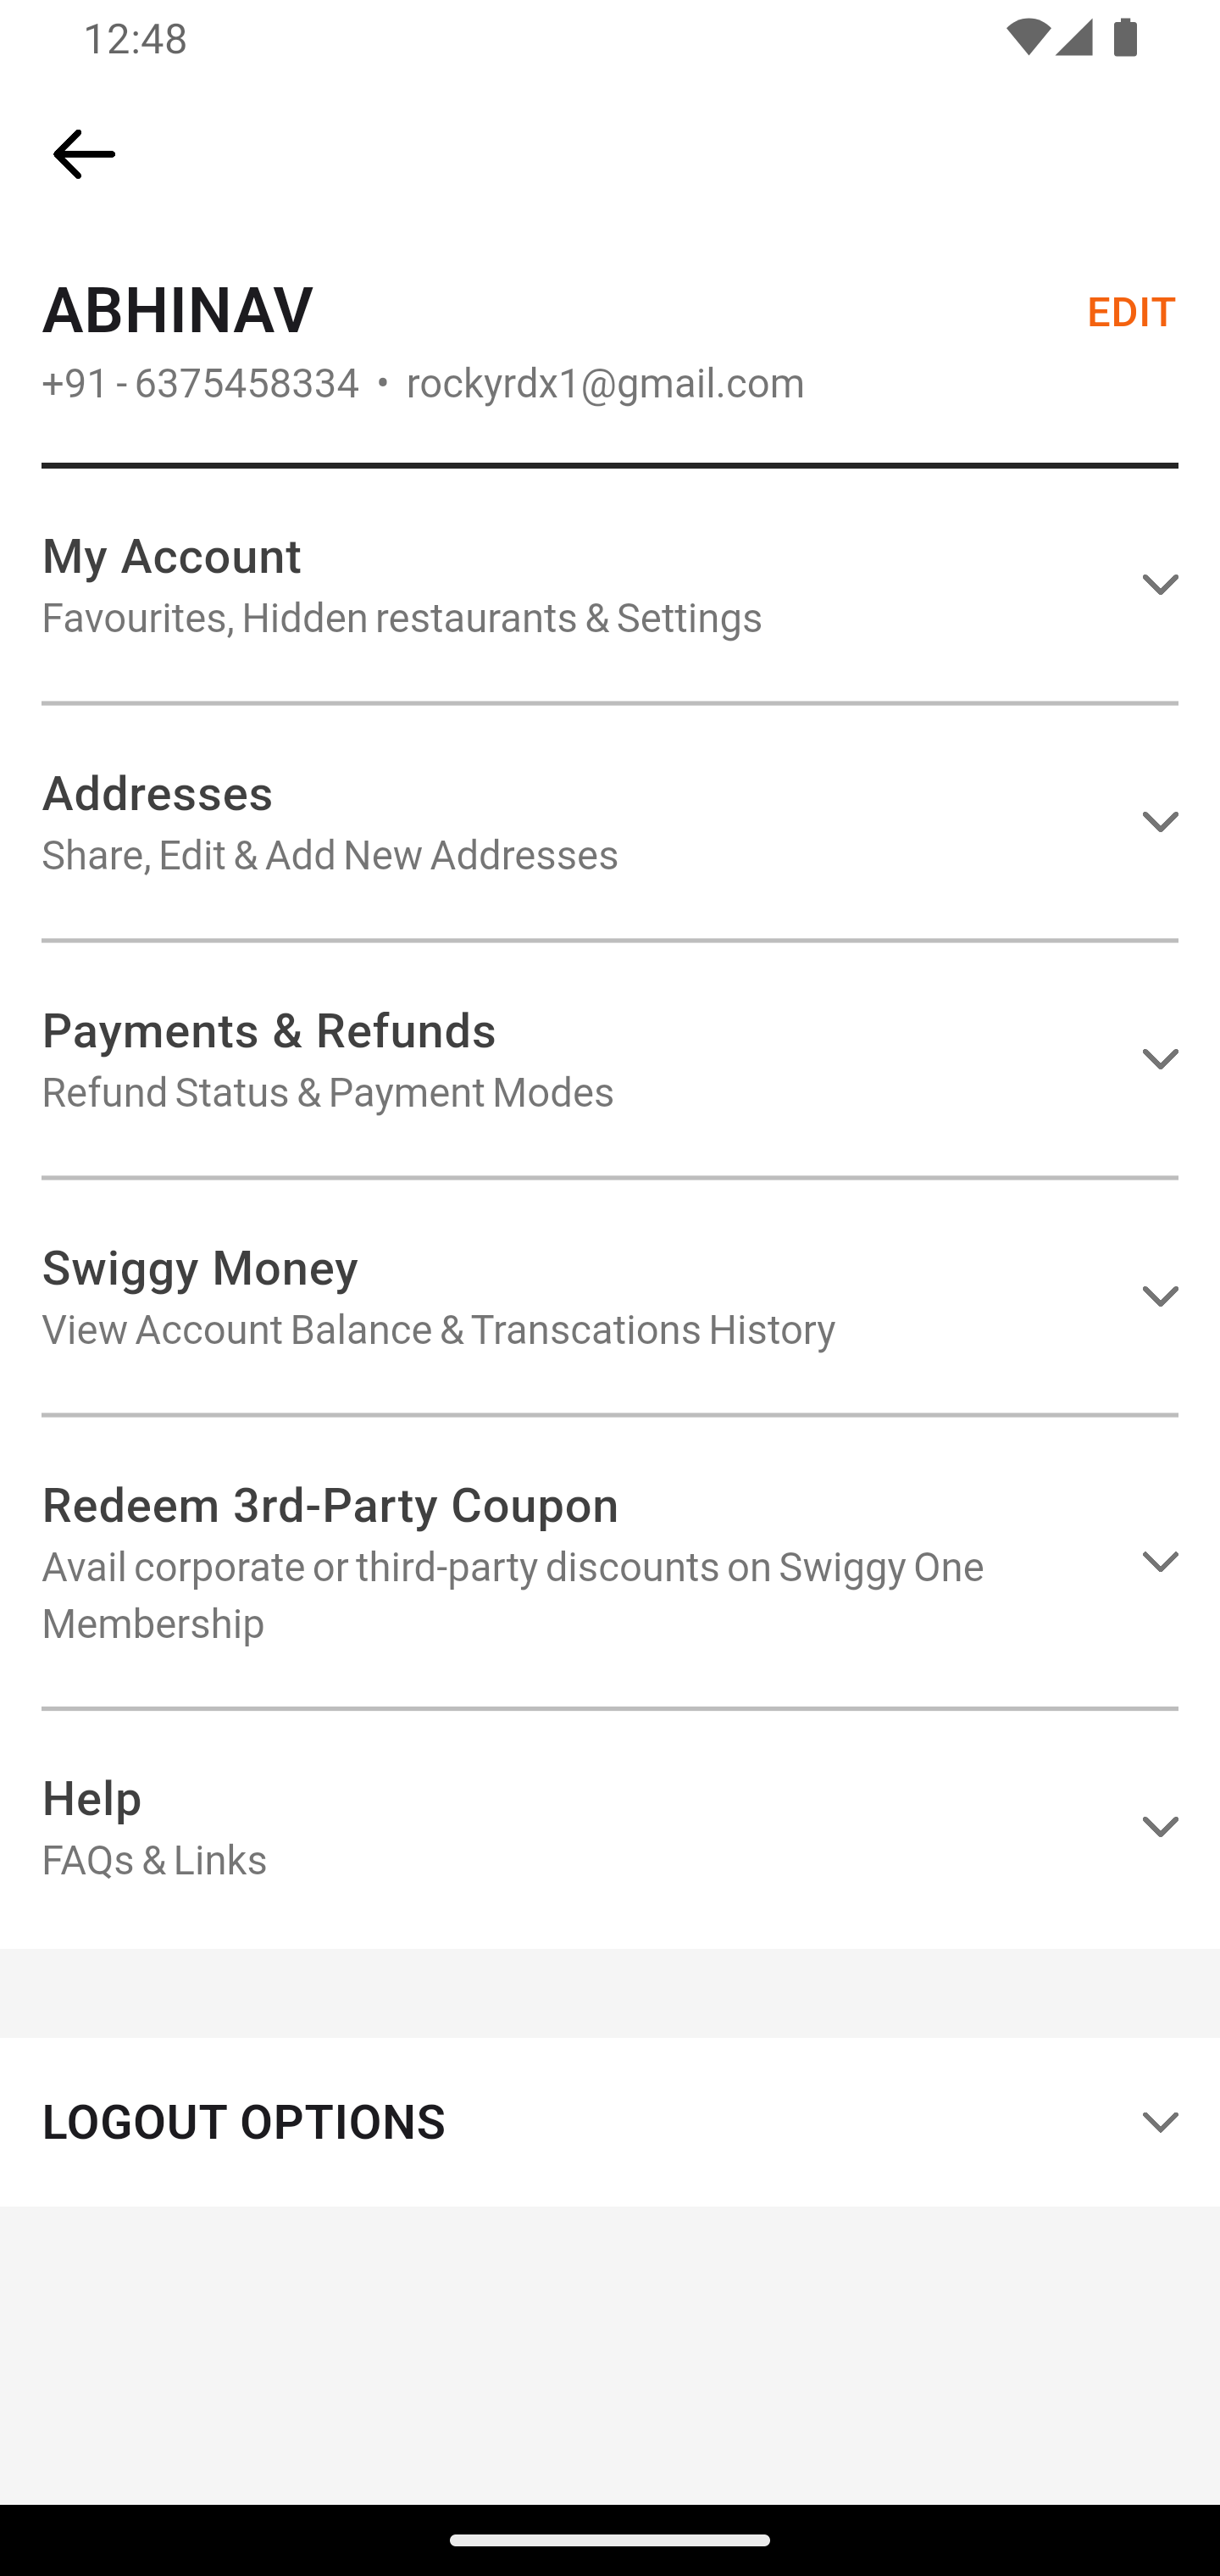 12:48
ABHINAV
EDIT
+91 - 6375458334 • rockyrdx1@gmail.com
My Account
Favourites, Hidden restaurants & Settings
Addresses
Share, Edit & Add New Addresses
Payments & Refunds
Refund Status & Payment Modes
Swiggy Money
View Account Balance & Transcations History
Redeem 3rd-Party Coupon
Avail corporate or third-party discounts on Swiggy One
Membership
Help
FAQs & Links
LOGOUT OPTIONS